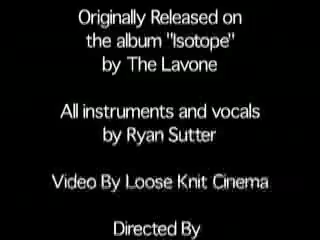 Originally Released on
the album "Isotope"
by The Lavone
All instruments and vocals
by Ryan Sutter
Video By Loose Knit Cinema
Directed By